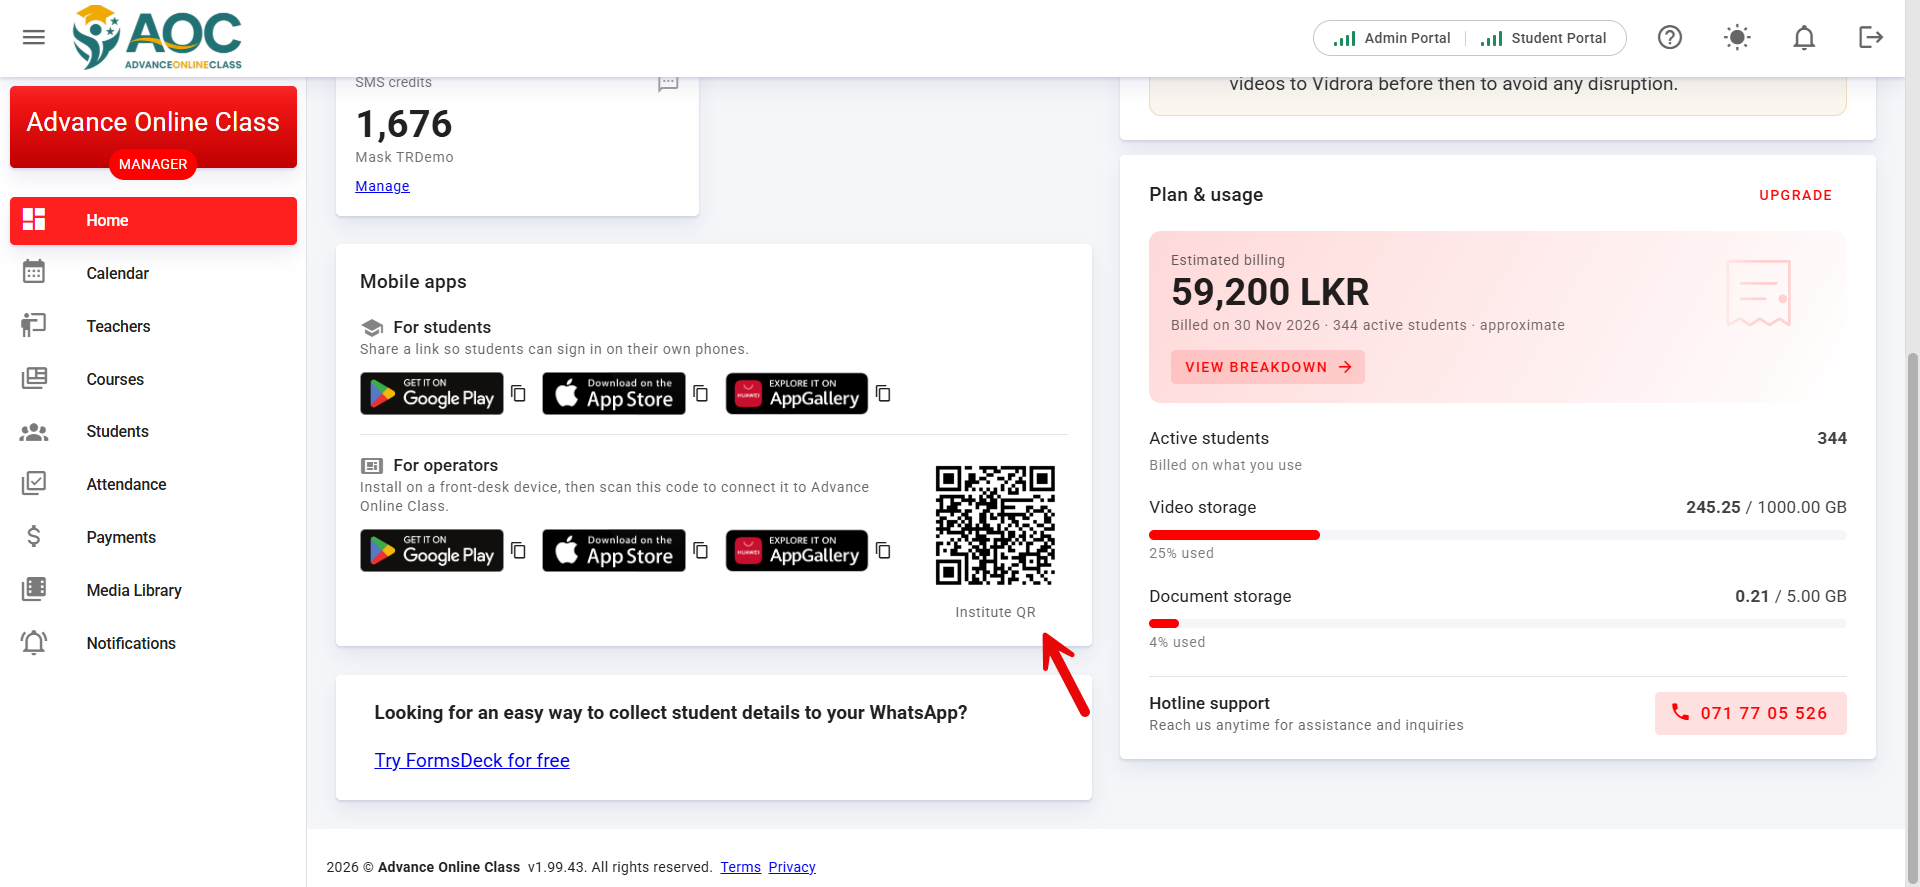 AOC
ADVANCEONLINECLASS
Admin Portal
Student Portal
Advance Online Class
MANAGER
Home
Calendar
Teachers
Courses
Students
Attendance
Payments
Media Library
Notifications
SMS credits
1,676
Mask TRDemo
Manage
Mobile apps
For students
Share a link so students can sign in on their own phones.
GET IT ON
Google Play
Download on the
App Store
HUAWEI
EXPLORE IT ON
AppGallery
For operators
Install on a front-desk device, then scan this code to connect it to Advance
Online Class.
GET IT ON
Google Play
Download on the
App Store
HUAWEI
EXPLORE IT ON
AppGallery
Institute QR
Looking for an easy way to collect student details to your WhatsApp?
Try FormsDeck for free
videos to Vidrora before then to avoid any disruption.
Plan & usage
UPGRADE
Estimated billing
59,200 LKR
Billed on 30 Nov 2026 · 344 active students · approximate
VIEW BREAKDOWN
Active students
344
Billed on what you use
Video storage
245.25 / 1000.00 GB
25% used
Document storage
0.21 / 5.00 GB
4% used
Hotline support
Reach us anytime for assistance and inquiries
071 77 05 526
2026 © Advance Online Class v1.99.43. All rights reserved. Terms Privacy